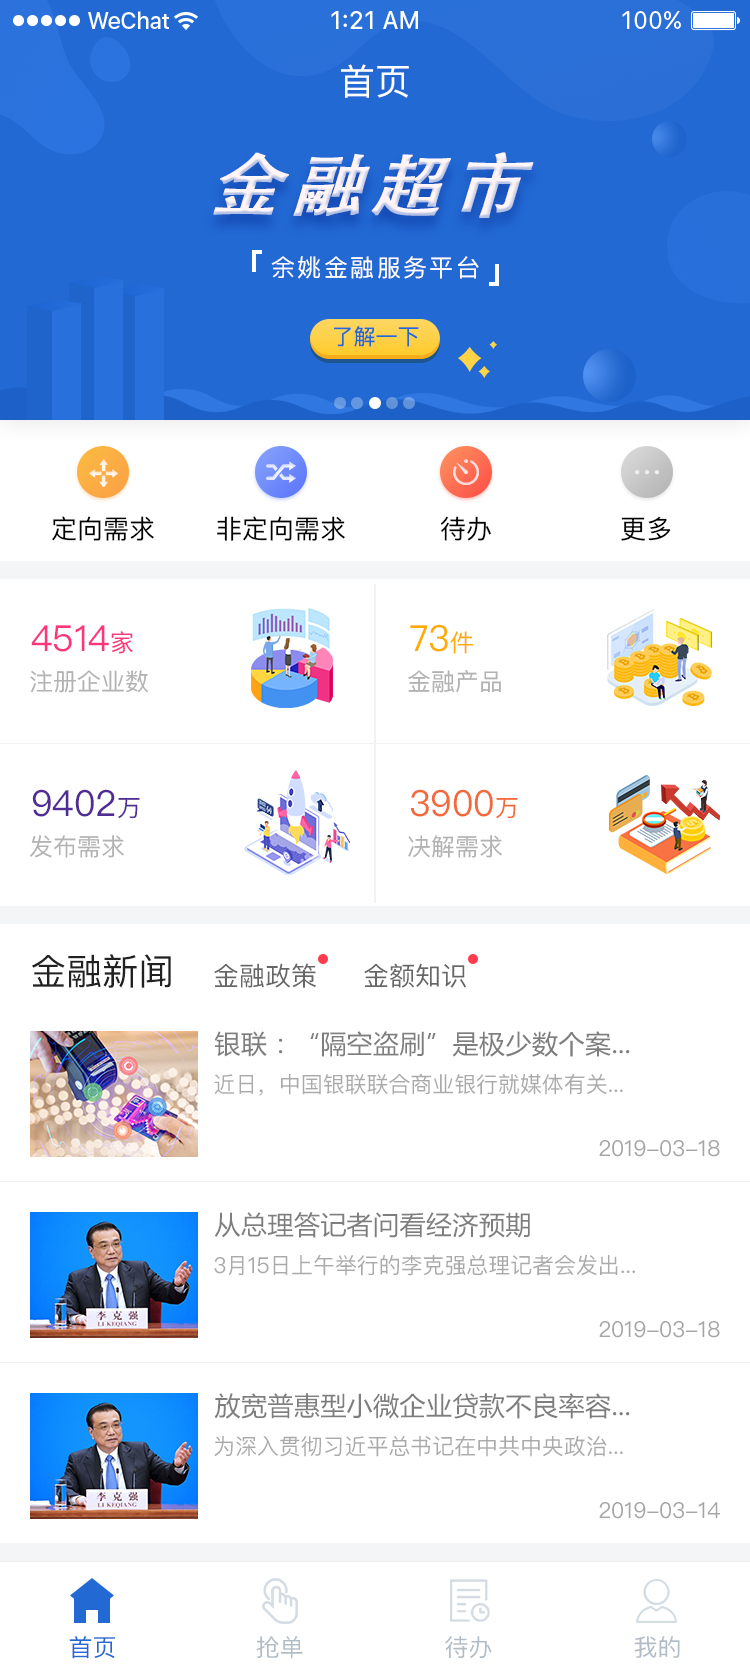 WeChat 1:21 AM 100%
首页
金融超市
「余姚金融服务平台」
了解一下
定向需求 非定向需求 待办 更多
4514家 73件
注册企业数 金融产品
9402万 3900万
发布需求 决解需求
金融新闻 金融政策 金额知识
银联：“隔空盗刷”是极少数个案...
近日，中国银联联合商业银行就媒体有关...
2019-03-18
从总理答记者问看经济预期
3月15日上午举行的李克强总理记者会发出...
李克强
LI KEQIANG
2019-03-18
放宽普惠型小微企业贷款不良率容...
为深入贯彻习近平总书记在中共中央政治...
李克强
LI KEQIANG
2019-03-14
首页 抢单 待办 我的